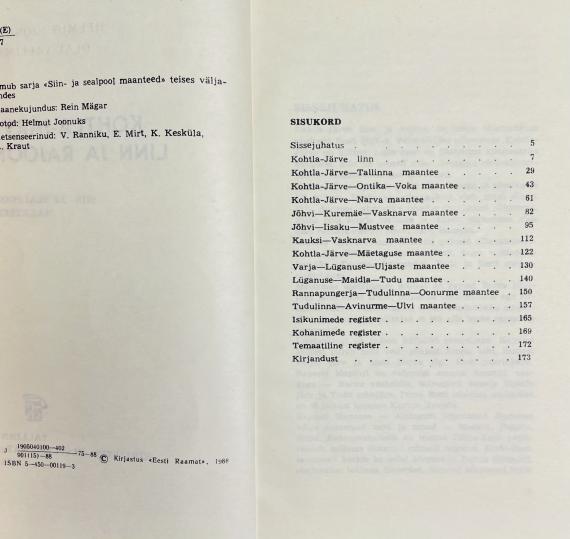 (E)
7
mub sarja «Siin- ja sealpool maanteed» teises välja-
ndes
aanekujundus: Rein Mägar
otod: Helmut Joonuks
etsenseerinud: V. Ranniku, E. Mirt, K. Kesküla,
. Kraut
1905040100—402
901(15)—88
—75—88 © Kirjastus «Eesti Raamat», 1988
ISBN 5—450—00119—3
SISUKORD
Sissejuhatus . . . . . . . . 5
Kohtla-Järve linn . . . . . . . 7
Kohtla-Järve—Tallinna maantee . . . . 29
Kohtla-Järve—Ontika—Voka maantee . . . . 43
Kohtla-Järve—Narva maantee . . . . . 61
Jõhvi—Kuremäe—Vasknarva maantee . . . . 82
Jõhvi—Iisaku—Mustvee maantee . . . . 95
Kauksi—Vasknarva maantee . . . . . 112
Kohtla-Järve—Mäetaguse maantee . . . . 122
Varja—Lüganuse—Uljaste maantee . . . . 130
Lüganuse—Maidla—Tudu maantee . . . . 140
Rannapungerja—Tudulinna—Oonurme maantee . 150
Tudulinna—Avinurme—Ulvi maantee . . . . 157
Isikunimede register . . . . . . . 165
Kohanimede register . . . . . . . 169
Temaatiline register . . . . . . . 172
Kirjandust . . . . . . . . 173